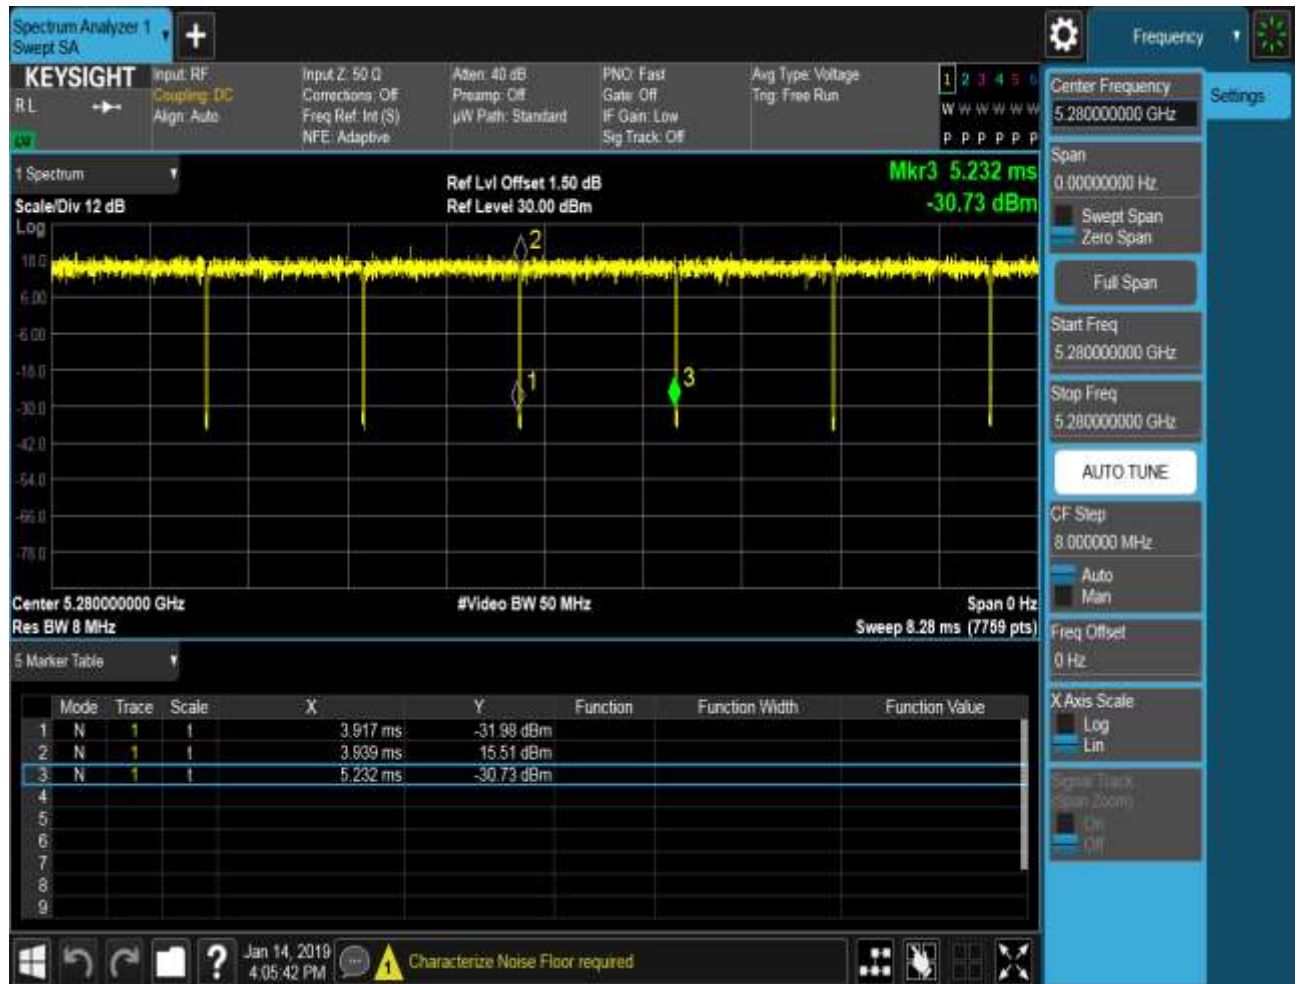 Spectrum Analyzer 1
Swept SA
+
Frequency
KEYSIGHT
RL
Input: RF
Coupling: DC
Align: Auto
Input Z: 50 Ω
Corrections: Off
Freq Ref: Int (S)
NFE: Adaptive
Atten: 40 dB
Preamp: Off
µW Path: Standard
PNO: Fast
Gate: Off
IF Gain: Low
Sig Track: Off
Avg Type: Voltage
Trig: Free Run
1 2 3 4 5 6
W W W W W W
P P P P P P
1 Spectrum
Scale/Div 12 dB
Ref Lvl Offset 1.50 dB
Ref Level 30.00 dBm
Mkr3 5.232 ms
-30.73 dBm
Log
18.0
6.00
-6.00
-18.0
-30.0
-42.0
-54.0
-66.0
-78.0
2
1
3
Center 5.280000000 GHz
#Video BW 50 MHz
Span 0 Hz
Res BW 8 MHz
Sweep 8.28 ms (7759 pts)
5 Marker Table
Mode Trace Scale X Y Function Function Width Function Value
1 N 1 t 3.917 ms -31.98 dBm
2 N 1 t 3.939 ms 15.51 dBm
3 N 1 t 5.232 ms -30.73 dBm
4
5
6
7
8
9
Center Frequency
5.280000000 GHz
Settings
Span
0.00000000 Hz
Swept Span
Zero Span
Full Span
Start Freq
5.280000000 GHz
Stop Freq
5.280000000 GHz
AUTO TUNE
CF Step
8.000000 MHz
Auto
Man
Freq Offset
0 Hz
X Axis Scale
Log
Lin
Signal Track
(Span Zoom)
On
Off
?
Jan 14, 2019
4:05:42 PM
1
Characterize Noise Floor required